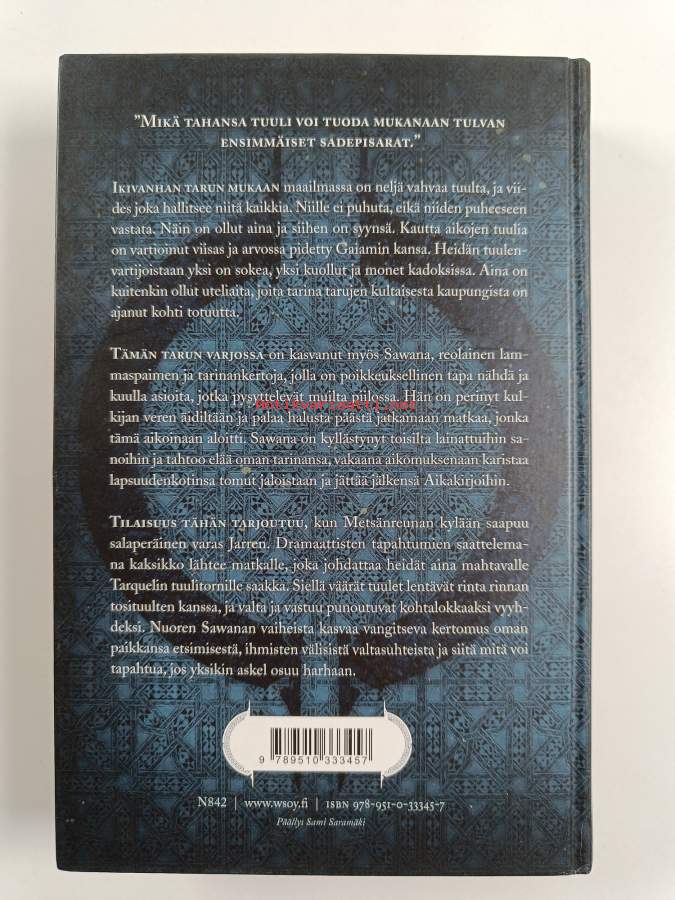 ”Mikä tahansa tuuli voi tuoda mukanaan tulvan
ensimmäiset sadepisarat.”
Ikivanhan tarun mukaan maailmassa on neljä vahvaa tuulta, ja vii-
des joka hallitsee niitä kaikkia. Niille ei puhuta, eikä niiden puheeseen
vastata. Näin on ollut aina ja siihen on syynsä. Kautta aikojen tuulia
on vartioinut viisas ja arvossa pidetty Gaiamin kansa. Heidän tuulen-
vartijoistaan yksi on sokea, yksi kuollut ja monet kadoksissa. Aina on
kuitenkin ollut uteliaita, joita tarina tarujen kultaisesta kaupungista on
ajanut kohti totuutta.
Tämän tarun varjossa on kasvanut myös Sawana, reolainen lam-
maspaimen ja tarinankertoja, jolla on poikkeuksellinen tapa nähdä ja
kuulla asioita, jotka pysyttelevät muilta piilossa. Hän on perinyt kul-
Antikvariaatti.net
kijan veren äidiltään ja palaa halusta päästä jatkamaan matkaa, jonka
tämä aikoinaan aloitti. Sawana on kyllästynyt toisilta lainattuihin sa-
noihin ja tahtoo elää oman tarinansa, vakaana aikomuksenaan karistaa
lapsuudenkotinsa tomut jaloistaan ja jättää jälkensä Aikakirjoihin.
Tilaisuus tähän tarjoutuu, kun Metsänreunan kylään saapuu
salaperäinen varas Jarren. Dramaattisten tapahtumien saattelema-
na kaksikko lähtee matkalle, joka johdattaa heidät aina mahtavalle
Tarquelin tuulitornille saakka. Siellä väärät tuulet lentävät rinta rinnan
tosituulten kanssa, ja valta ja vastuu punoutuvat kohtalokkaaksi vyyh-
deksi. Nuoren Sawanan vaiheista kasvaa vangitseva kertomus oman
paikkansa etsimisestä, ihmisten välisistä valtasuhteista ja siitä mitä voi
tapahtua, jos yksikin askel osuu harhaan.
9 789510 333457
N842 | www.wsoy.fi | ISBN 978-951-0-33345-7
Päällys Sami Saramäki